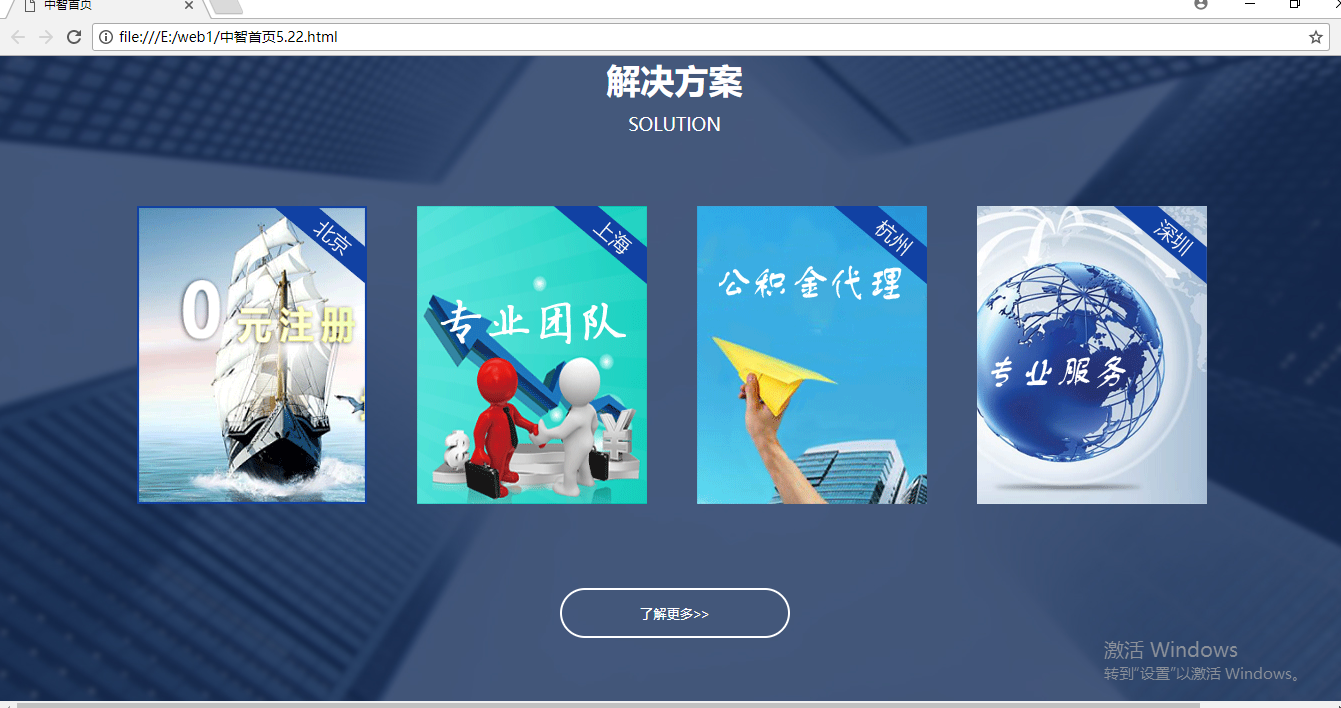 中智首页
file:///E:/web1/中智首页5.22.html
解决方案
SOLUTION
北京
上海
杭州
深圳
0元注册
专业团队
公积金代理
专业服务
了解更多>>
激活 Windows
转到“设置”以激活 Windows。